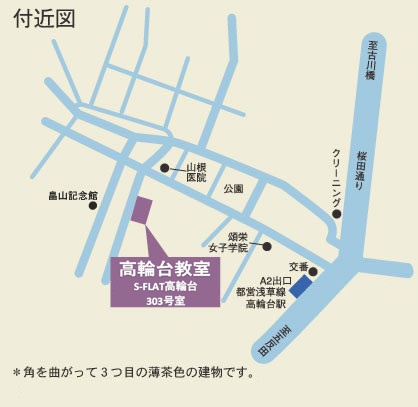 付近図
至古川橋
桜田通り
クリーニング
山根
医院
公園
畠山記念館
頌栄
女子学院
交番
A2出口
都営浅草線
高輪台駅
至五反田
高輪台教室
S-FLAT高輪台
303号室
＊角を曲がって３つ目の薄茶色の建物です。